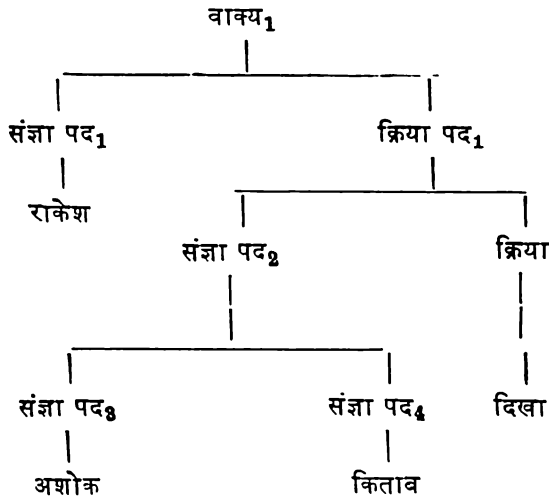 वाक्य₁
संज्ञा पद₁ क्रिया पद₁
राकेश
संज्ञा पद₂ क्रिया
संज्ञा पद₃ संज्ञा पद₄ दिखा
अशोक किताव